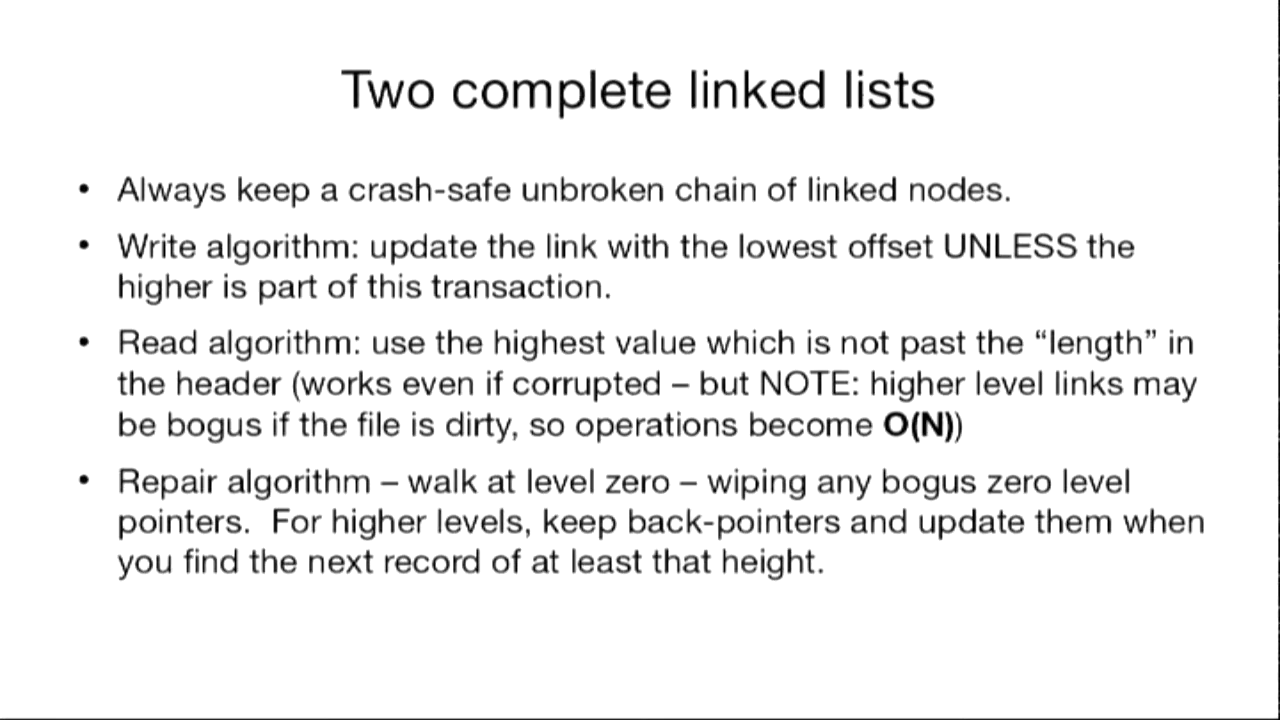 Two complete linked lists
• Always keep a crash-safe unbroken chain of linked nodes.
• Write algorithm: update the link with the lowest offset UNLESS the
higher is part of this transaction.
• Read algorithm: use the highest value which is not past the “length” in
the header (works even if corrupted – but NOTE: higher level links may
be bogus if the file is dirty, so operations become O(N))
• Repair algorithm – walk at level zero – wiping any bogus zero level
pointers.  For higher levels, keep back-pointers and update them when
you find the next record of at least that height.